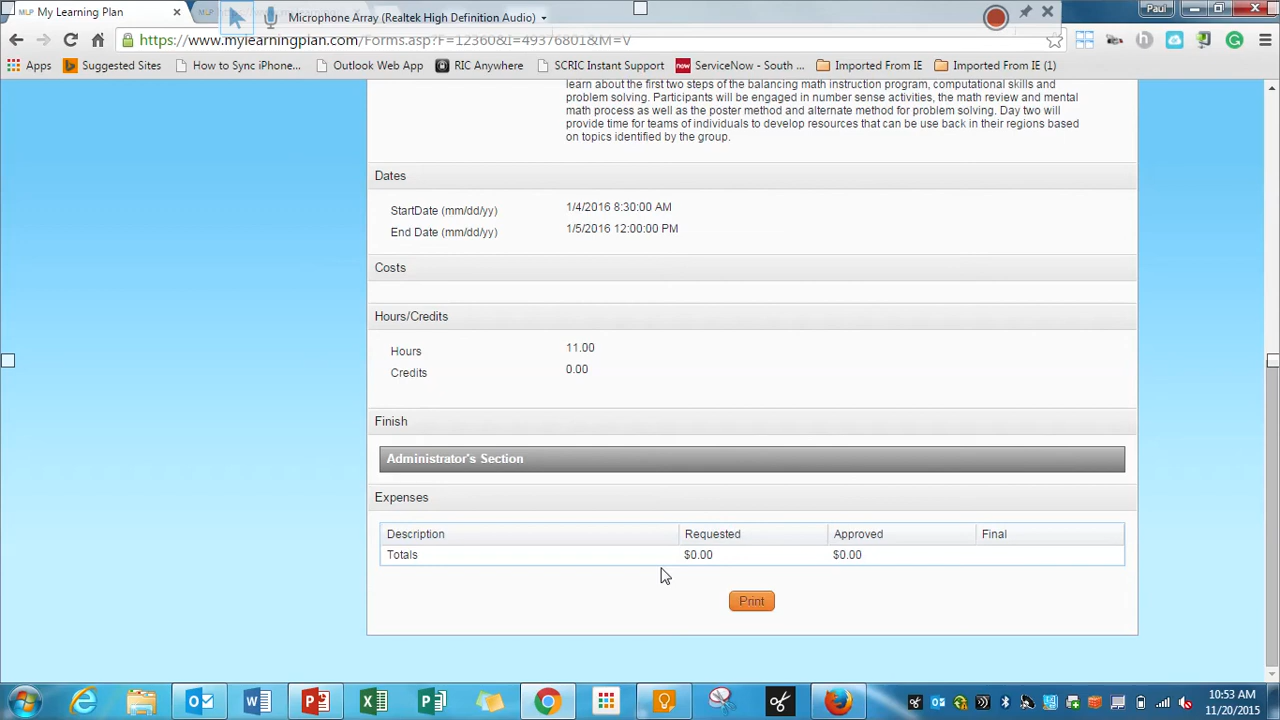 My Learning Plan
MLP
Microphone Array (Realtek High Definition Audio)
Paul
https://www.mylearningplan.com/Forms.asp?F=12360&I=49376801&M=V
Apps Suggested Sites How to Sync iPhone... Outlook Web App RIC Anywhere SCRIC Instant Support now ServiceNow - South ... Imported From IE Imported From IE (1)
learn about the first two steps of the balancing math instruction program, computational skills and
problem solving. Participants will be engaged in number sense activities, the math review and mental
math process as well as the poster method and alternate method for problem solving. Day two will
provide time for teams of individuals to develop resources that can be use back in their regions based
on topics identified by the group.
Dates
StartDate (mm/dd/yy) 1/4/2016 8:30:00 AM
End Date (mm/dd/yy) 1/5/2016 12:00:00 PM
Costs
Hours/Credits
Hours 11.00
Credits 0.00
Finish
Administrator's Section
Expenses
Description Requested Approved Final
Totals $0.00 $0.00
Print
10:53 AM
11/20/2015